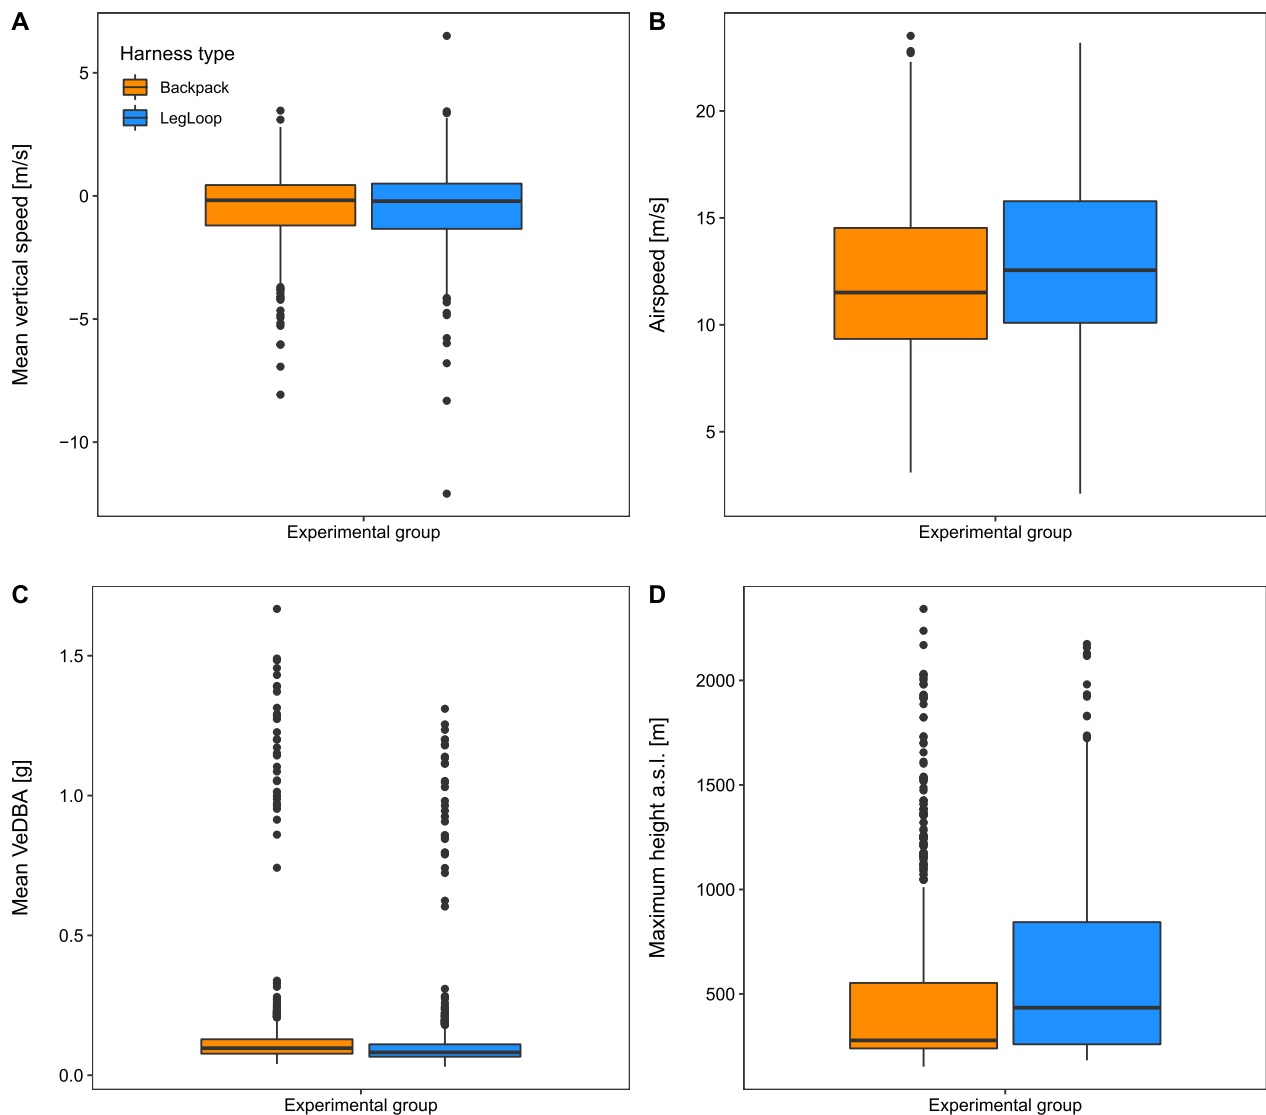 A
Mean vertical speed [m/s]
Harness type
Backpack
LegLoop
5
0
−5
−10
Experimental group
B
Airspeed [m/s]
20
15
10
5
Experimental group
C
Mean VeDBA [g]
1.5
1.0
0.5
0.0
Experimental group
D
Maximum height a.s.l. [m]
2000
1500
1000
500
Experimental group